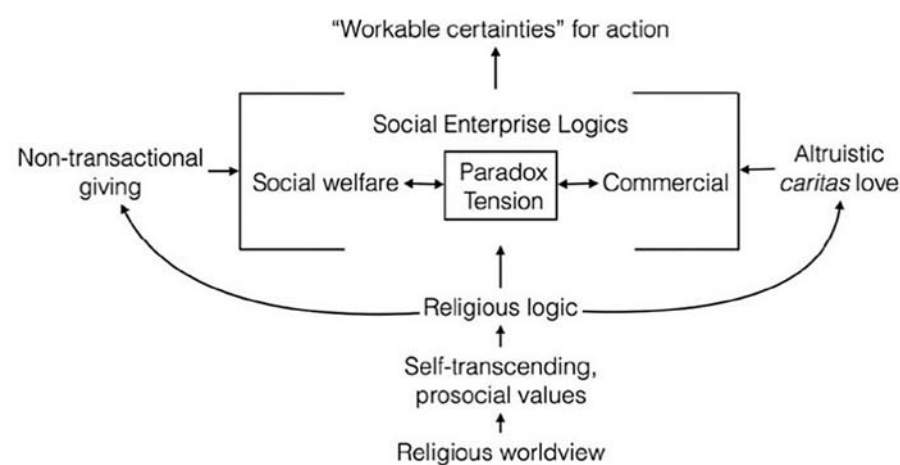 “Workable certainties” for action
Social Enterprise Logics
Non-transactional
giving
Social welfare
Paradox
Tension
Commercial
Altruistic
caritas love
Religious logic
Self-transcending,
prosocial values
Religious worldview